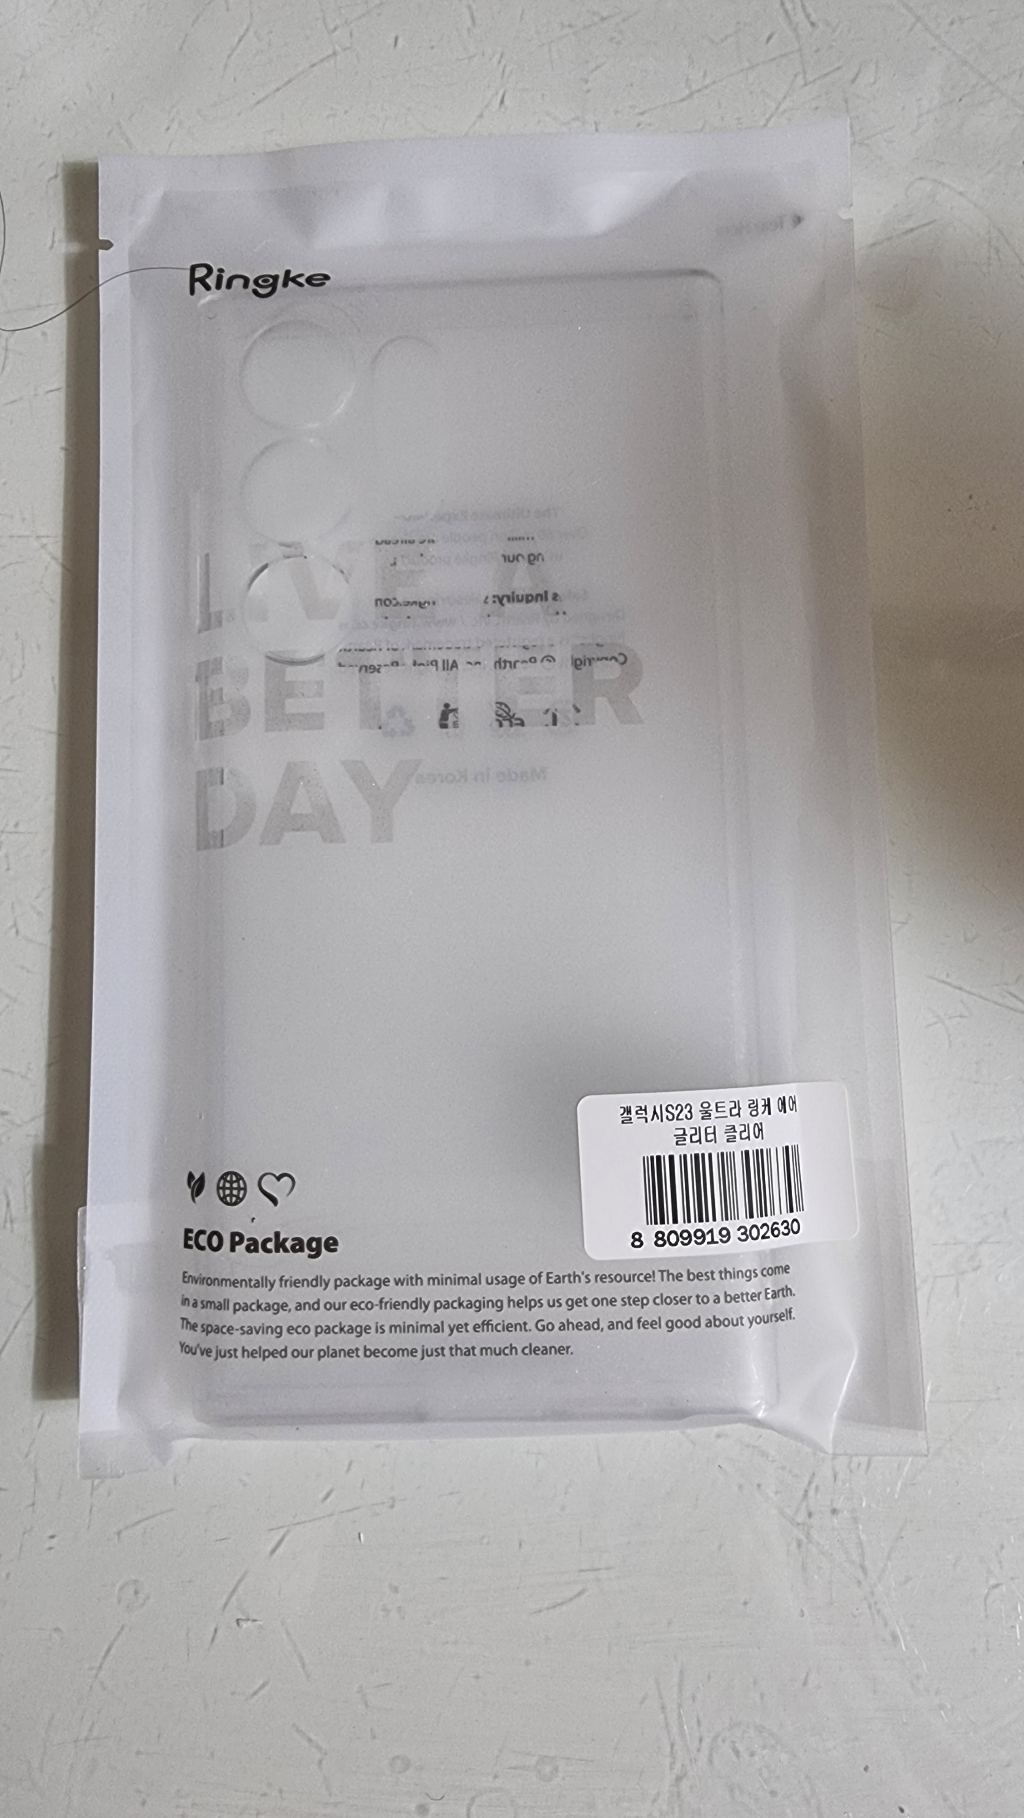 Ringke
LIVE A
BETTER
DAY
Made in Korea
갤럭시S23 울트라 링케 에어
글리터 클리어
8 809919 302630
ECO Package
Environmentally friendly package with minimal usage of Earth's resource! The best things come
in a small package, and our eco-friendly packaging helps us get one step closer to a better Earth.
The space-saving eco package is minimal yet efficient. Go ahead, and feel good about yourself.
You've just helped our planet become just that much cleaner.